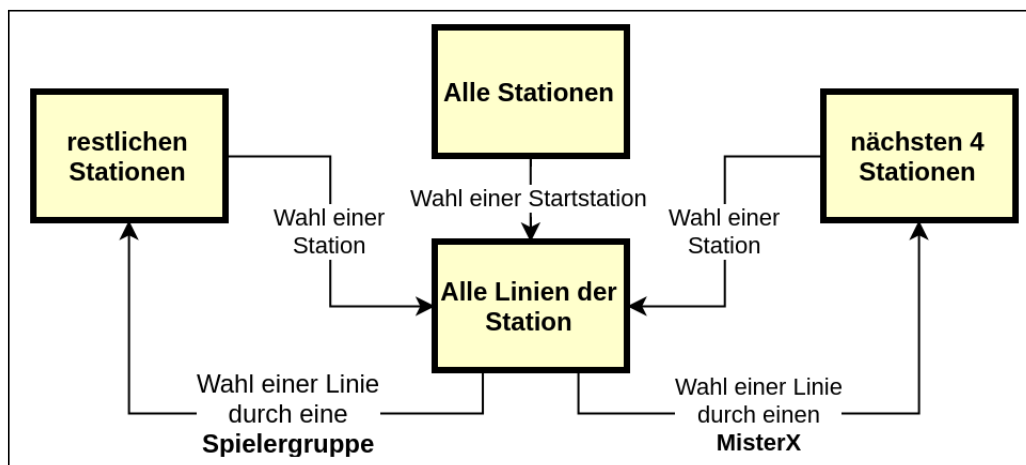 Alle Stationen
restlichen
Stationen
nächsten 4
Stationen
Wahl einer Startstation
Wahl einer
Station
Wahl einer
Station
Alle Linien der
Station
Wahl einer Linie
durch eine
Spielergruppe
Wahl einer Linie
durch einen
MisterX